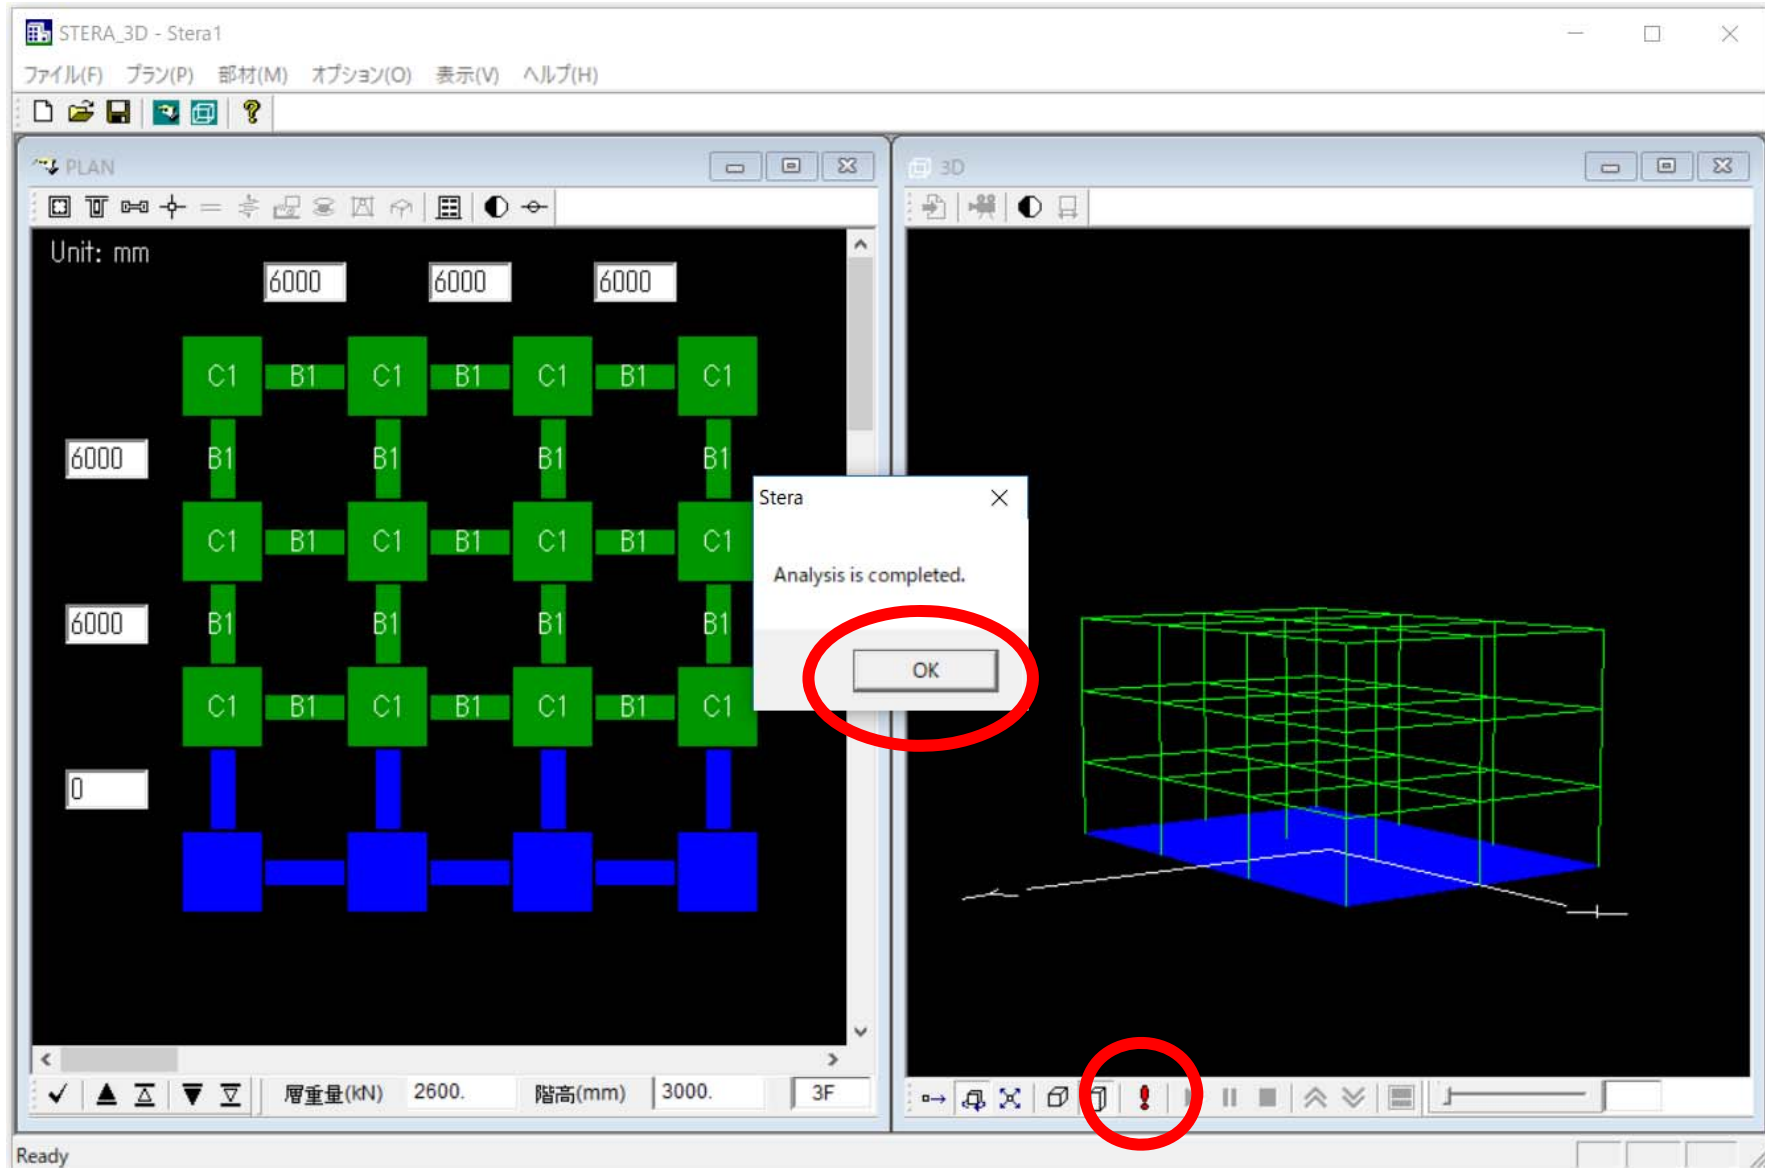 STERA_3D - Stera1
ファイル(F) プラン(P) 部材(M) オプション(O) 表示(V) ヘルプ(H)
PLAN
Unit: mm
6000 6000 6000
C1 B1 C1 B1 C1 B1 C1
6000 B1 B1 B1 B1
C1 B1 C1 B1 C1 B1 C1
6000 B1 B1 B1 B1
C1 B1 C1 B1 C1 B1 C1
0
層重量(kN) 2600. 階高(mm) 3000. 3F
Stera
Analysis is completed.
OK
3D
Ready